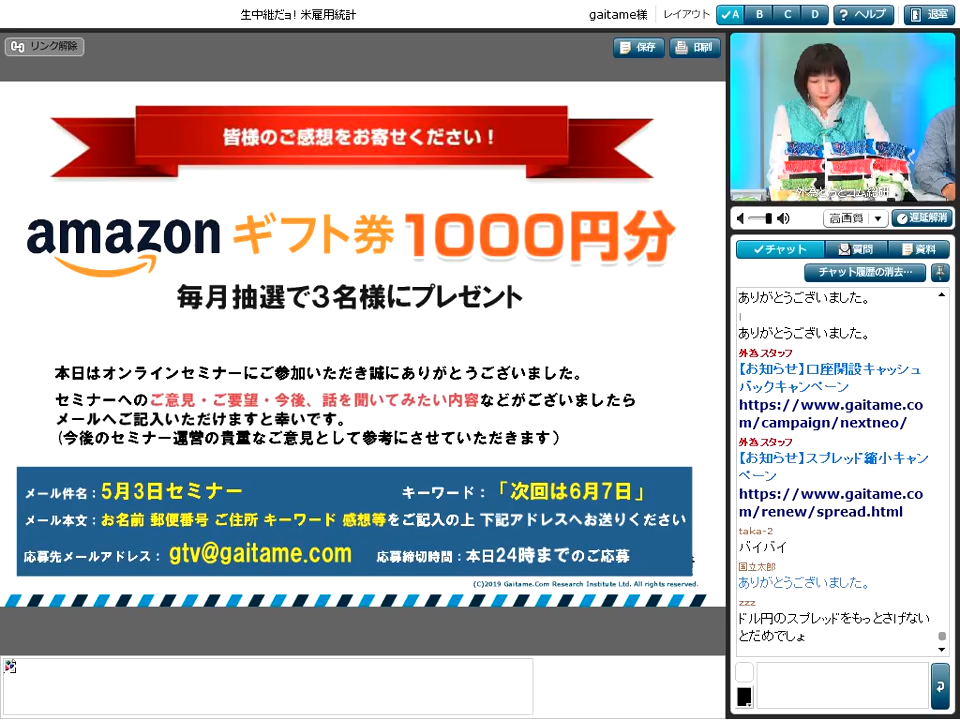 生中継だョ! 米雇用統計
gaitame様
レイアウト
A
B
C
D
? ヘルプ
退室
リンク解除
保存
印刷
皆様のご感想をお寄せください!
amazon ギフト券 1000円分
毎月抽選で3名様にプレゼント
本日はオンラインセミナーにご参加いただき誠にありがとうございました。
セミナーへのご意見・ご要望・今後、話を聞いてみたい内容などがございましたら
メールへご記入いただけますと幸いです。
(今後のセミナー運営の貴重なご意見として参考にさせていただきます)
メール件名:5月3日セミナー キーワード:「次回は6月7日」
メール本文:お名前 郵便番号 ご住所 キーワード 感想等をご記入の上 下記アドレスへお送りください
応募先メールアドレス: gtv@gaitame.com 応募締切時間:本日24時までのご応募
(C)2019 Gaitame.Com Research Institute Ltd. All rights reserved.
高画質
遅延解消
チャット
質問
資料
チャット履歴の消去…
ありがとうございました。
ありがとうございました。
外為スタッフ
【お知らせ】口座開設キャッシュ
バックキャンペーン
https://www.gaitame.co
m/campaign/nextneo/
外為スタッフ
【お知らせ】スプレッド縮小キャン
ペーン
https://www.gaitame.co
m/renew/spread.html
taka-2
バイバイ
国立太郎
ありがとうございました。
zzz
ドル円のスプレッドをもっとさげない
とだめでしょ